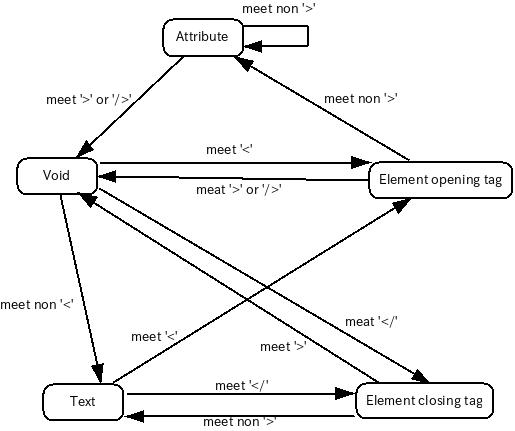 meet non '>'
Attribute
meet '>' or '/>'
meet non '>'
meet '<'
Void
Element opening tag
meat '>' or '/>'
meet non '<'
meet '<'
meat '</'
meet '>'
meet '</'
Text
Element closing tag
meet non '>'